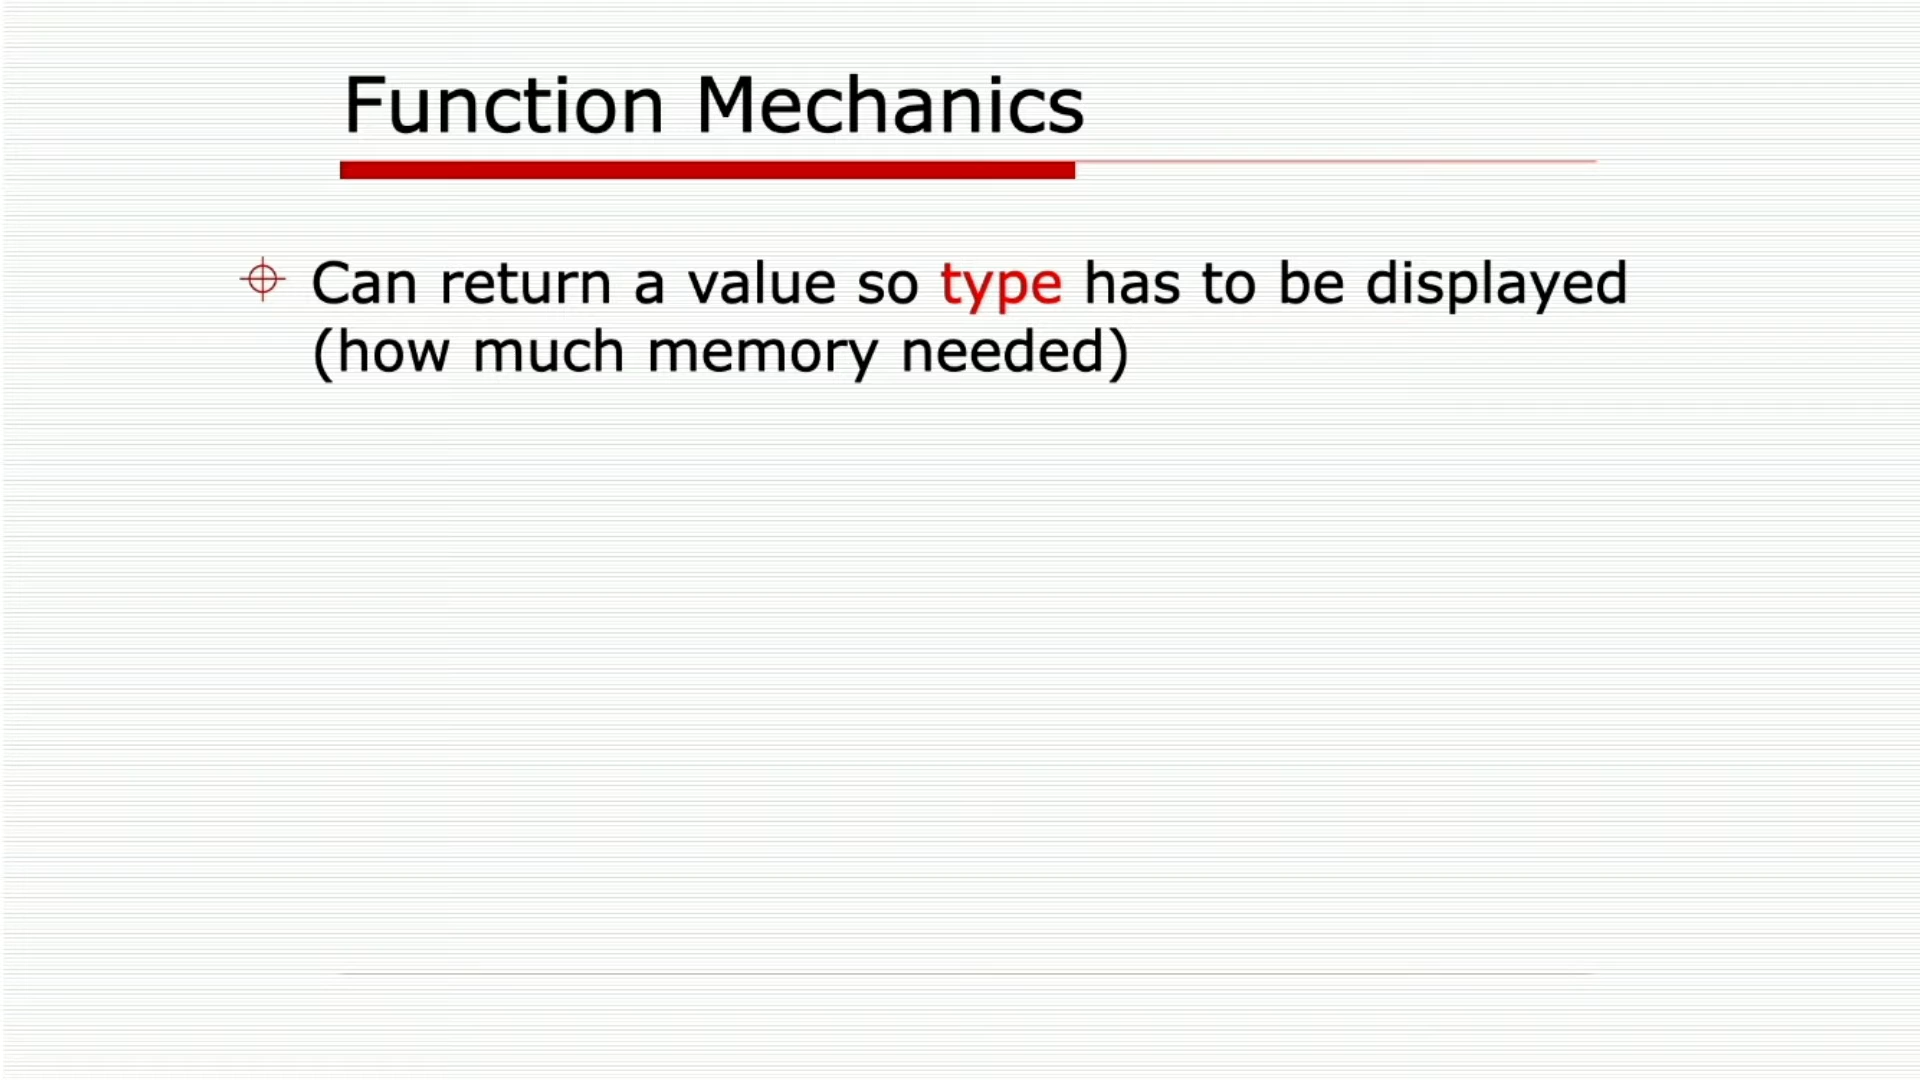 Function Mechanics
Can return a value so type has to be displayed
(how much memory needed)